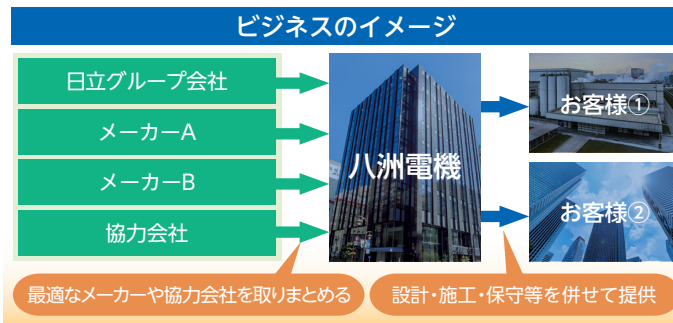 ビジネスのイメージ
日立グループ会社
メーカーA
メーカーB
協力会社
八洲電機
お客様①
お客様②
最適なメーカーや協力会社を取りまとめる
設計・施工・保守等を併せて提供